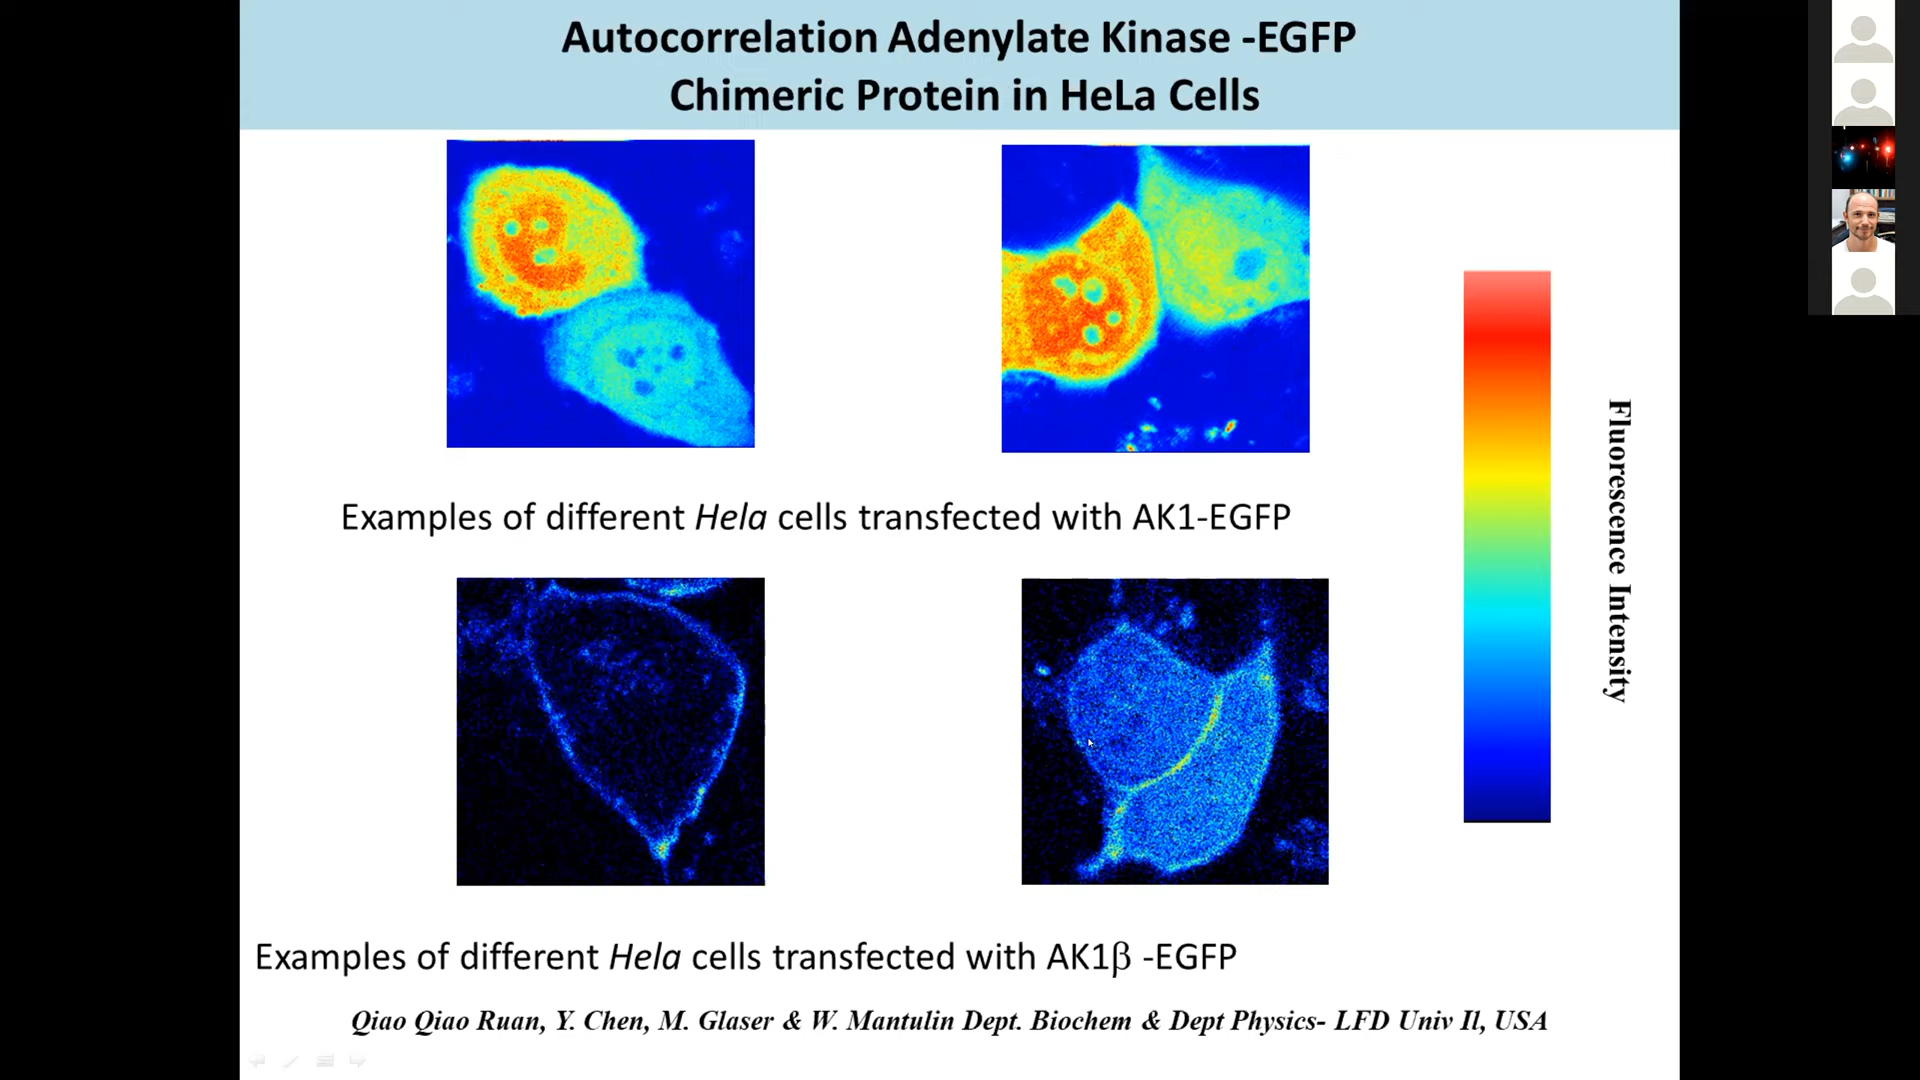 Autocorrelation Adenylate Kinase -EGFP
Chimeric Protein in HeLa Cells
Examples of different Hela cells transfected with AK1-EGFP
Fluorescence Intensity
Examples of different Hela cells transfected with AK1β -EGFP
Qiao Qiao Ruan, Y. Chen, M. Glaser & W. Mantulin Dept. Biochem & Dept Physics- LFD Univ Il, USA